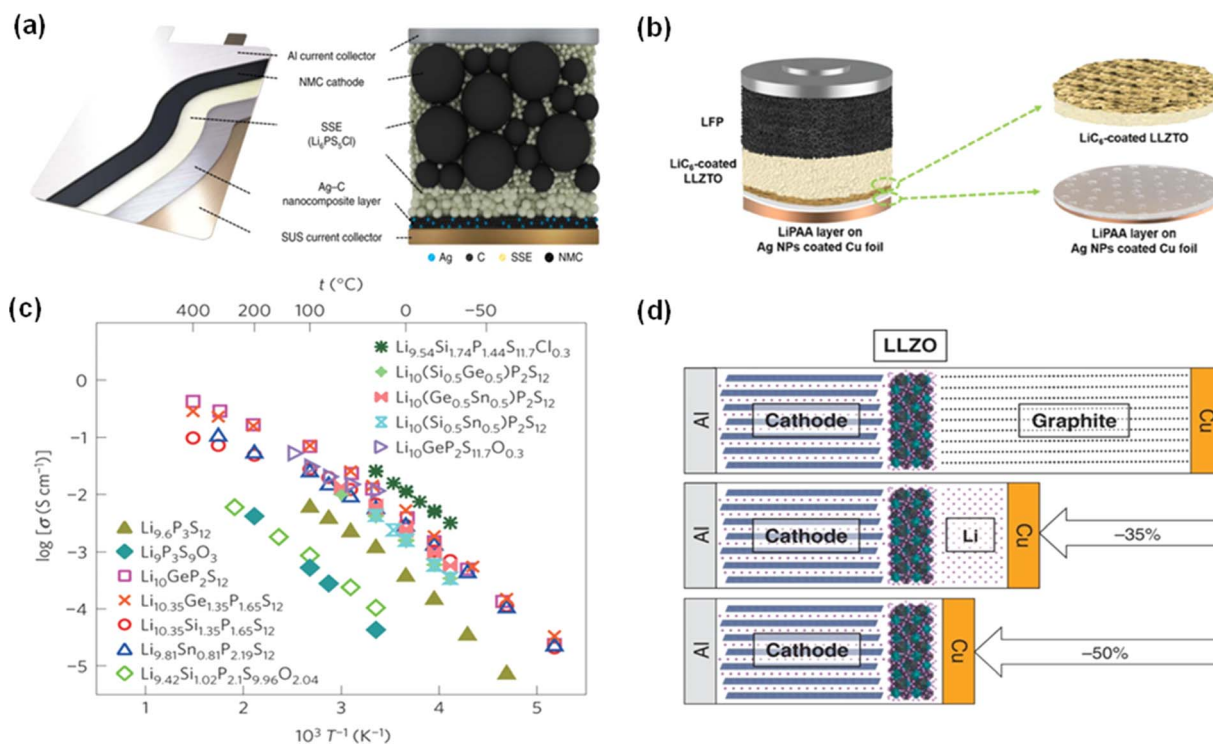 (a)
Al current collector
NMC cathode
SSE
(Li₆PS₅Cl)
Ag–C
nanocomposite layer
SUS current collector
Ag C SSE NMC
(b)
LFP
LiC₆-coated
LLZTO
LiPAA layer on
Ag NPs coated Cu foil
LiC₆-coated LLZTO
LiPAA layer on
Ag NPs coated Cu foil
(c)
t (°C)
400 200 100 0 −50
Li₉.₅₄Si₁.₇₄P₁.₄₄S₁₁.₇Cl₀.₃
Li₁₀(Si₀.₅Ge₀.₅)P₂S₁₂
Li₁₀(Ge₀.₅Sn₀.₅)P₂S₁₂
Li₁₀(Si₀.₅Sn₀.₅)P₂S₁₂
Li₁₀GeP₂S₁₁.₇O₀.₃
Li₉.₆P₃S₁₂
Li₉P₃S₉O₃
Li₁₀GeP₂S₁₂
Li₁₀.₃₅Ge₁.₃₅P₁.₆₅S₁₂
Li₁₀.₃₅Si₁.₃₅P₁.₆₅S₁₂
Li₉.₈₁Sn₀.₈₁P₂.₁₉S₁₂
Li₉.₄₂Si₁.₀₂P₂.₁S₉.₉₆O₂.₀₄
log [σ (S cm⁻¹)]
0
−1
−2
−3
−4
−5
1 2 3 4 5
10³ T⁻¹ (K⁻¹)
(d)
LLZO
Al Cathode Graphite Cu
Al Cathode Li Cu −35%
Al Cathode Cu −50%